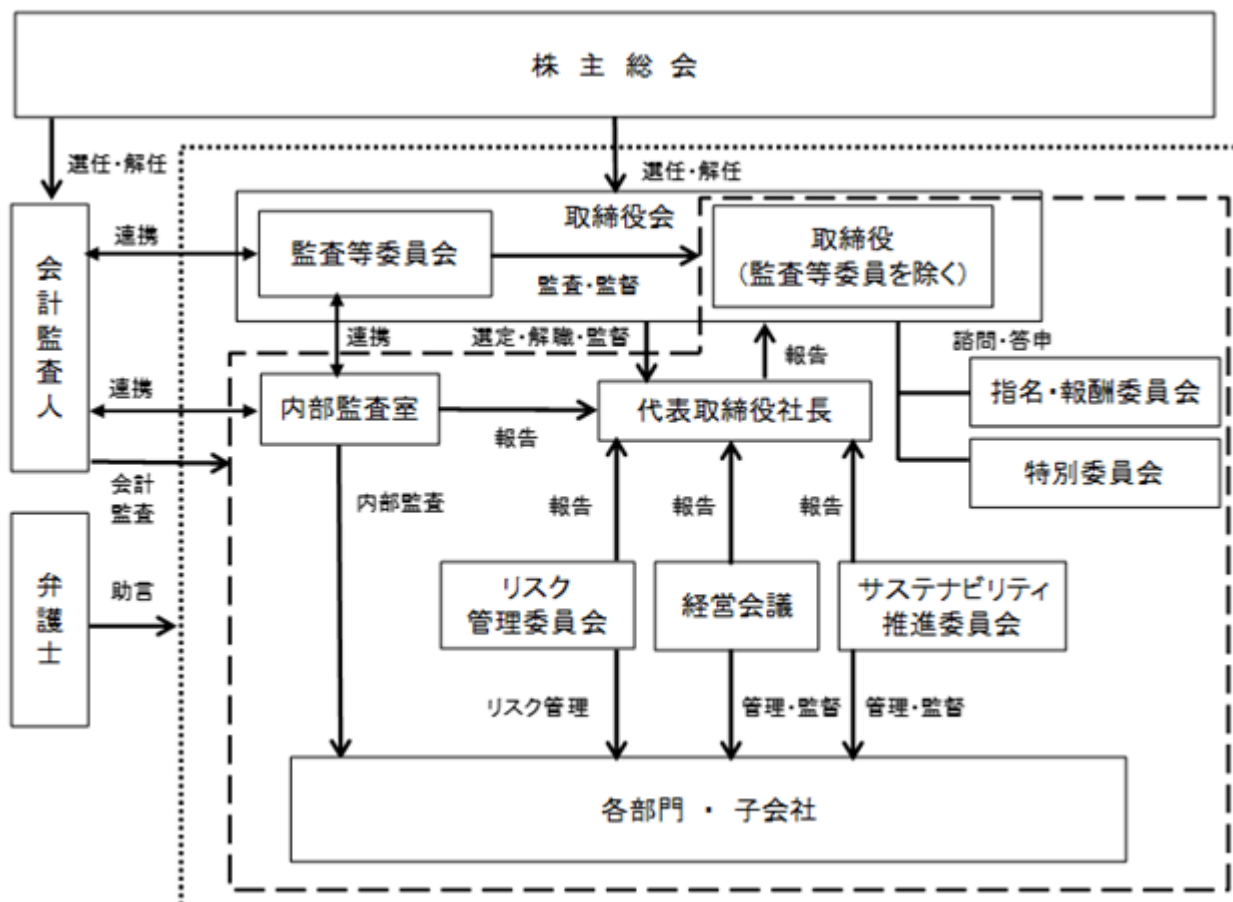 株 主 総 会
選任・解任
選任・解任
取締役会
監査等委員会
取締役
(監査等委員を除く)
連携
監査・監督
会計監査人
連携
選定・解職・監督
報告
諮問・答申
指名・報酬委員会
連携
内部監査室
報告
代表取締役社長
特別委員会
会計
監査
内部監査
報告
報告
報告
弁護士
助言
リスク
管理委員会
経営会議
サステナビリティ
推進委員会
リスク管理
管理・監督
管理・監督
各部門 ・ 子会社